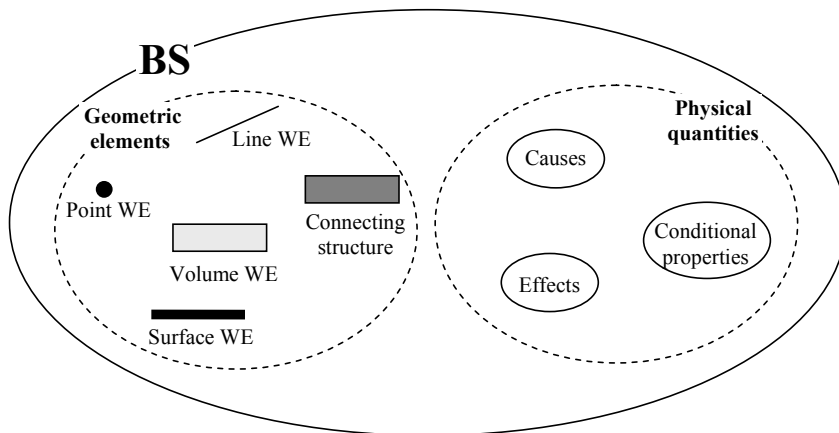 BS
Geometric
elements
Line WE
Point WE
Connecting
structure
Volume WE
Surface WE
Physical
quantities
Causes
Conditional
properties
Effects